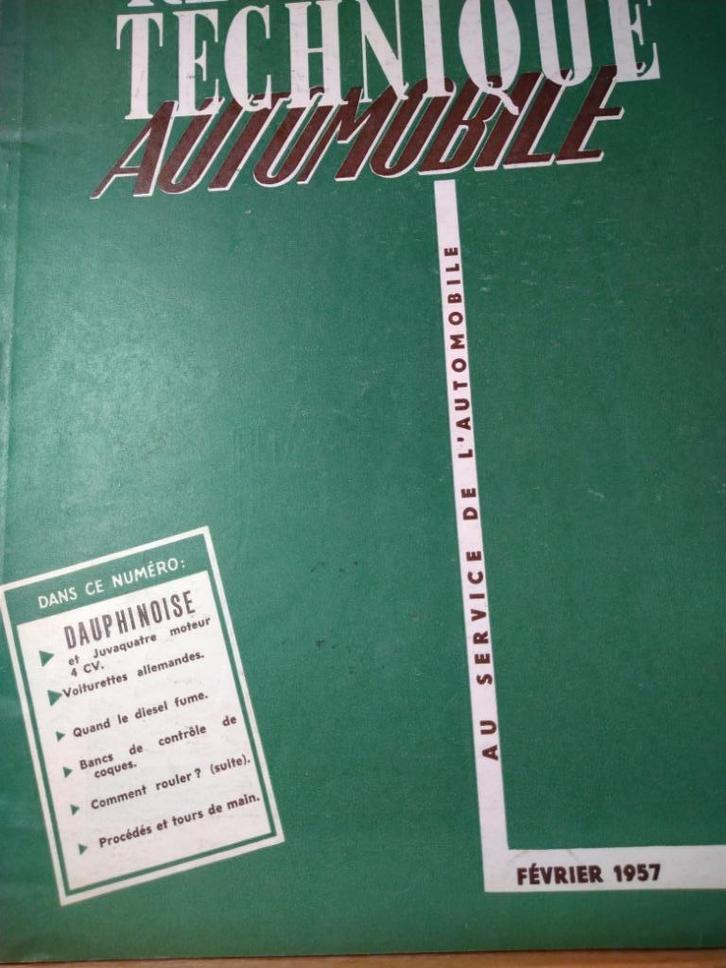 TECHNIQUE
AUTOMOBILE
AU SERVICE DE L'AUTOMOBILE
DANS CE NUMÉRO:
DAUPHINOISE
et Juvaquatre moteur
4 CV.
Voiturettes allemandes.
Quand le diesel fume.
Bancs de contrôle de
coques.
Comment rouler? (suite).
Procédés et tours de main.
FÉVRIER 1957